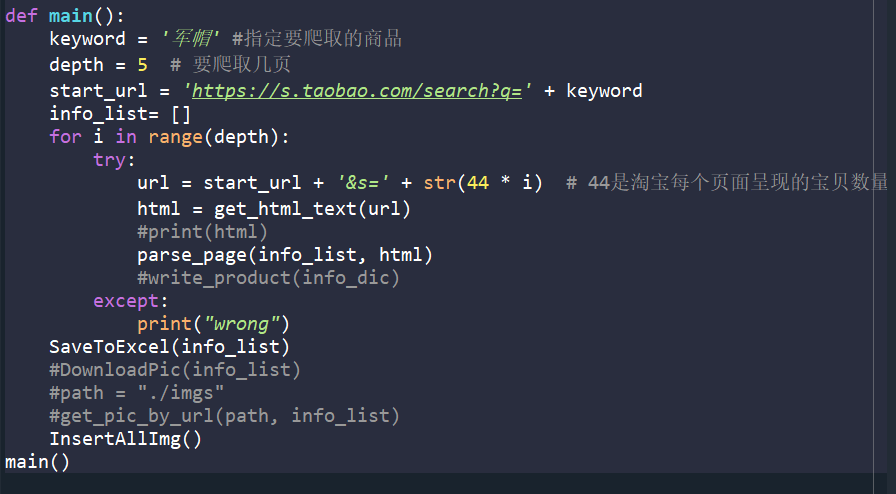 def main():
    keyword = '军帽' #指定要爬取的商品
    depth = 5  # 要爬取几页
    start_url = 'https://s.taobao.com/search?q=' + keyword
    info_list= []
    for i in range(depth):
        try:
            url = start_url + '&s=' + str(44 * i)  # 44是淘宝每个页面呈现的宝贝数量
            html = get_html_text(url)
            #print(html)
            parse_page(info_list, html)
            #write_product(info_dic)
        except:
            print("wrong")
    SaveToExcel(info_list)
    #DownloadPic(info_list)
    #path = "./imgs"
    #get_pic_by_url(path, info_list)
    InsertAllImg()
main()